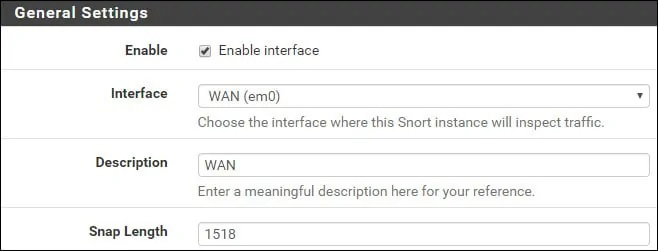 General Settings
Enable Enable interface
Interface WAN (em0)
Choose the interface where this Snort instance will inspect traffic.
Description WAN
Enter a meaningful description here for your reference.
Snap Length 1518